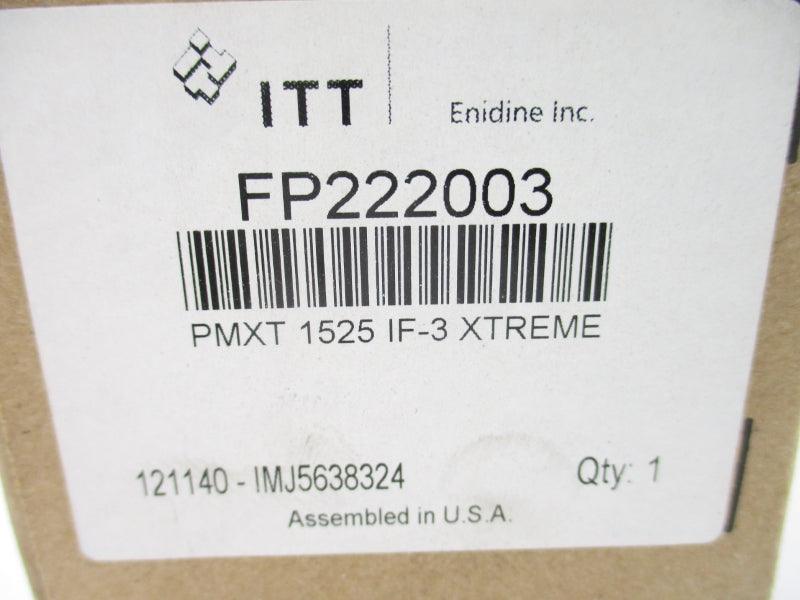 ITT Enidine Inc.
FP222003
PMXT 1525 IF-3 XTREME
121140 - IMJ5638324 Qty: 1
Assembled in U.S.A.